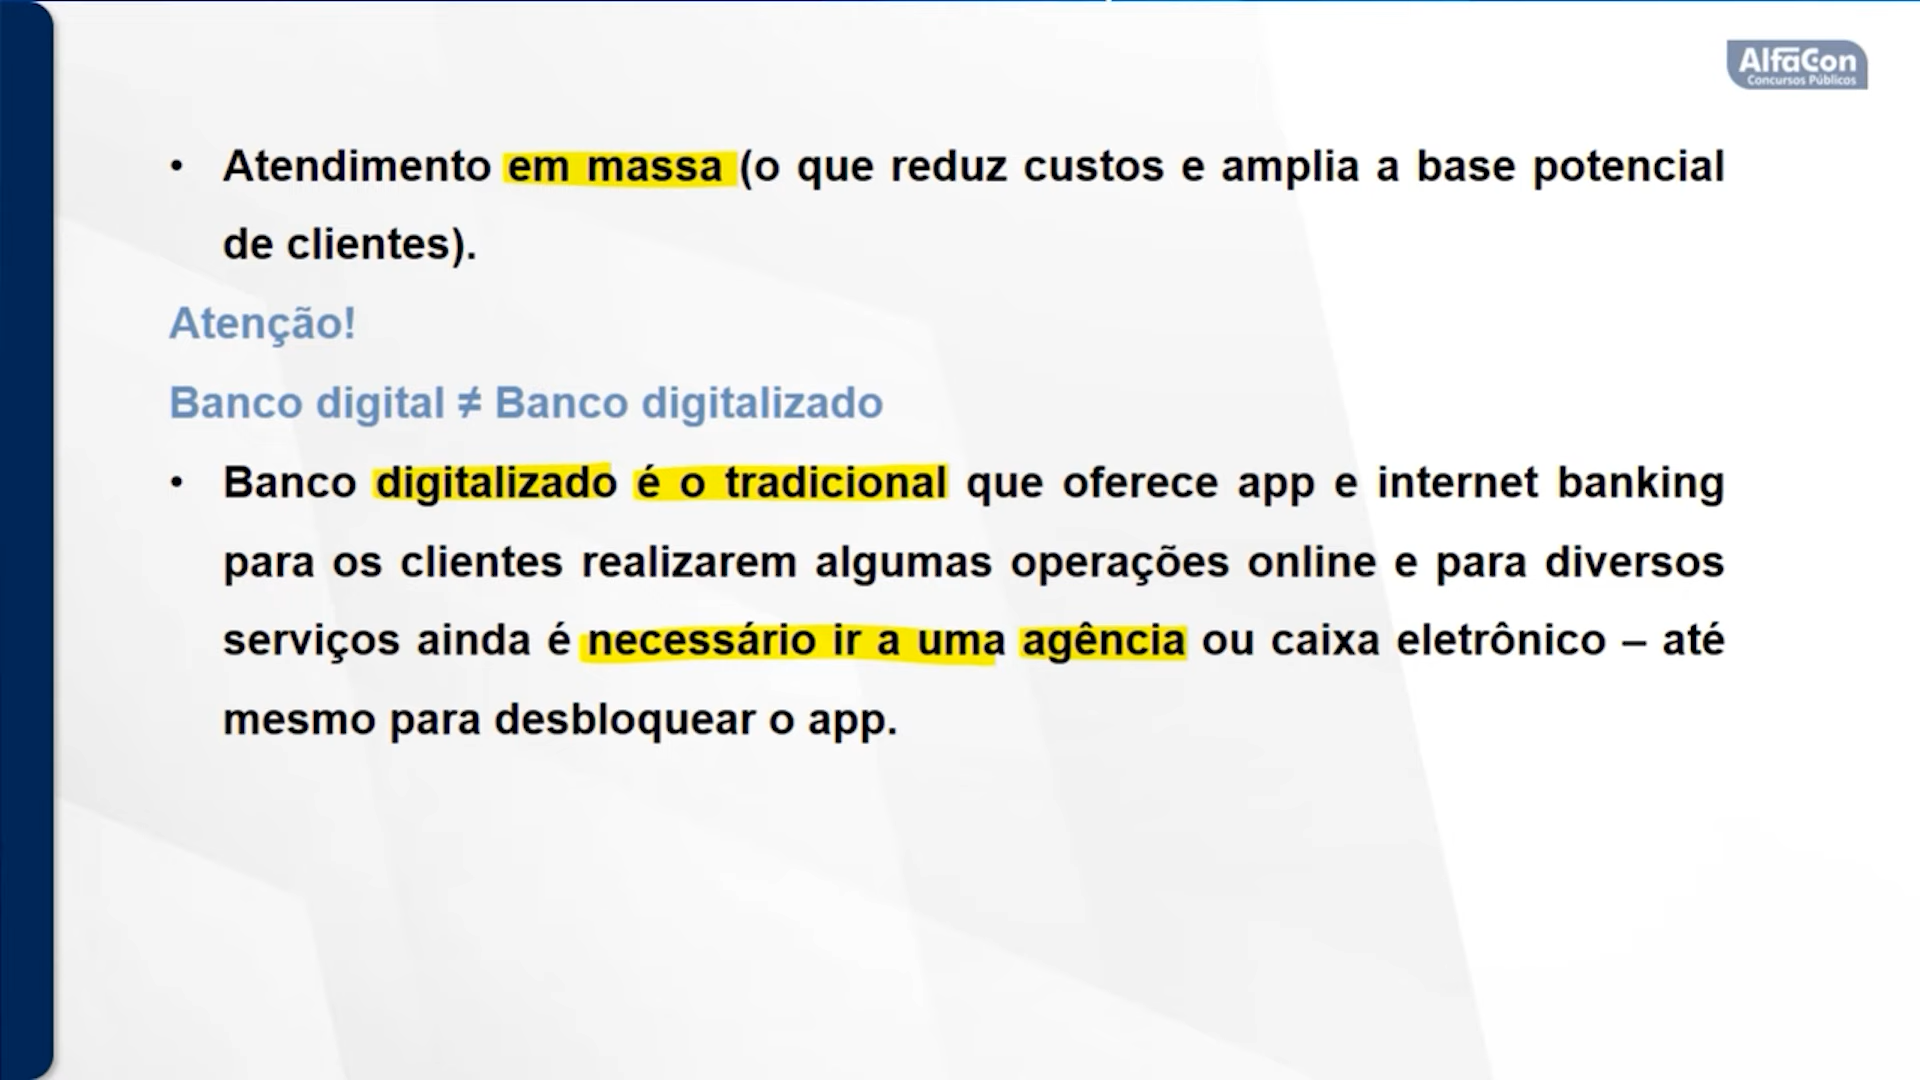 AlfaCon
Concursos Públicos
• Atendimento em massa (o que reduz custos e amplia a base potencial
de clientes).
Atenção!
Banco digital ≠ Banco digitalizado
• Banco digitalizado é o tradicional que oferece app e internet banking
para os clientes realizarem algumas operações online e para diversos
serviços ainda é necessário ir a uma agência ou caixa eletrônico – até
mesmo para desbloquear o app.